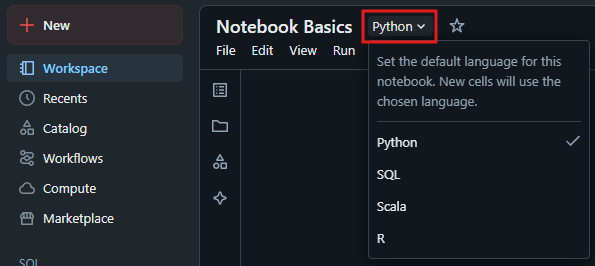 New
Workspace
Recents
Catalog
Workflows
Compute
Marketplace
SQL
Notebook Basics Python
File Edit View Run
Set the default language for this
notebook. New cells will use the
chosen language.
Python
SQL
Scala
R